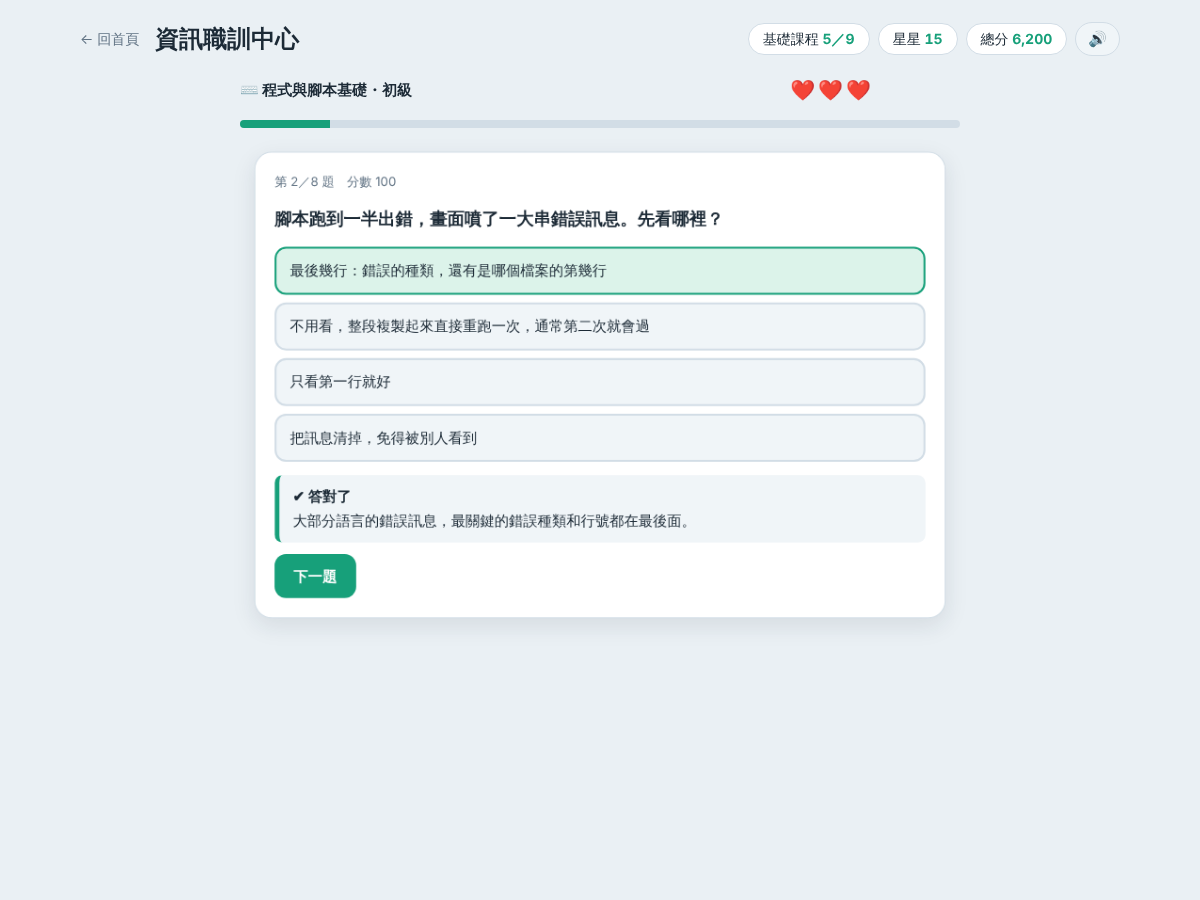 ← 回首頁 資訊職訓中心 基礎課程 5／9 星星 15 總分 6,200
程式與腳本基礎・初級
第 2／8 題 分數 100
腳本跑到一半出錯，畫面噴了一大串錯誤訊息。先看哪裡？
最後幾行：錯誤的種類，還有是哪個檔案的第幾行
不用看，整段複製起來直接重跑一次，通常第二次就會過
只看第一行就好
把訊息清掉，免得被別人看到
✔ 答對了
大部分語言的錯誤訊息，最關鍵的錯誤種類和行號都在最後面。
下一題